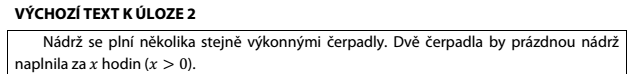 VÝCHOZÍ TEXT K ÚLOZE 2
Nádrž se plní několika stejně výkonnými čerpadly. Dvě čerpadla by prázdnou nádrž
naplnila za x hodin (x > 0).